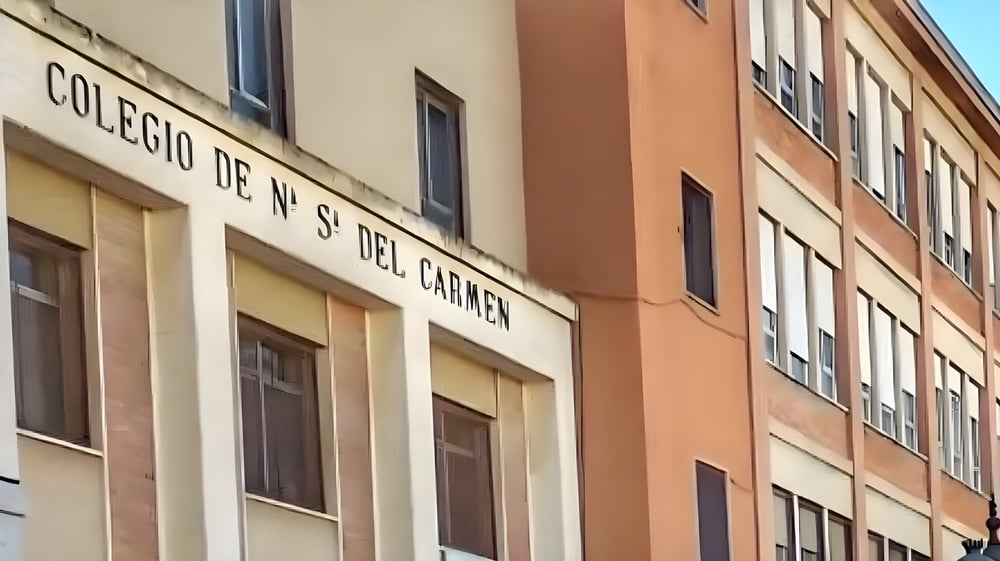 COLEGIO DE Nª Sª DEL CARMEN